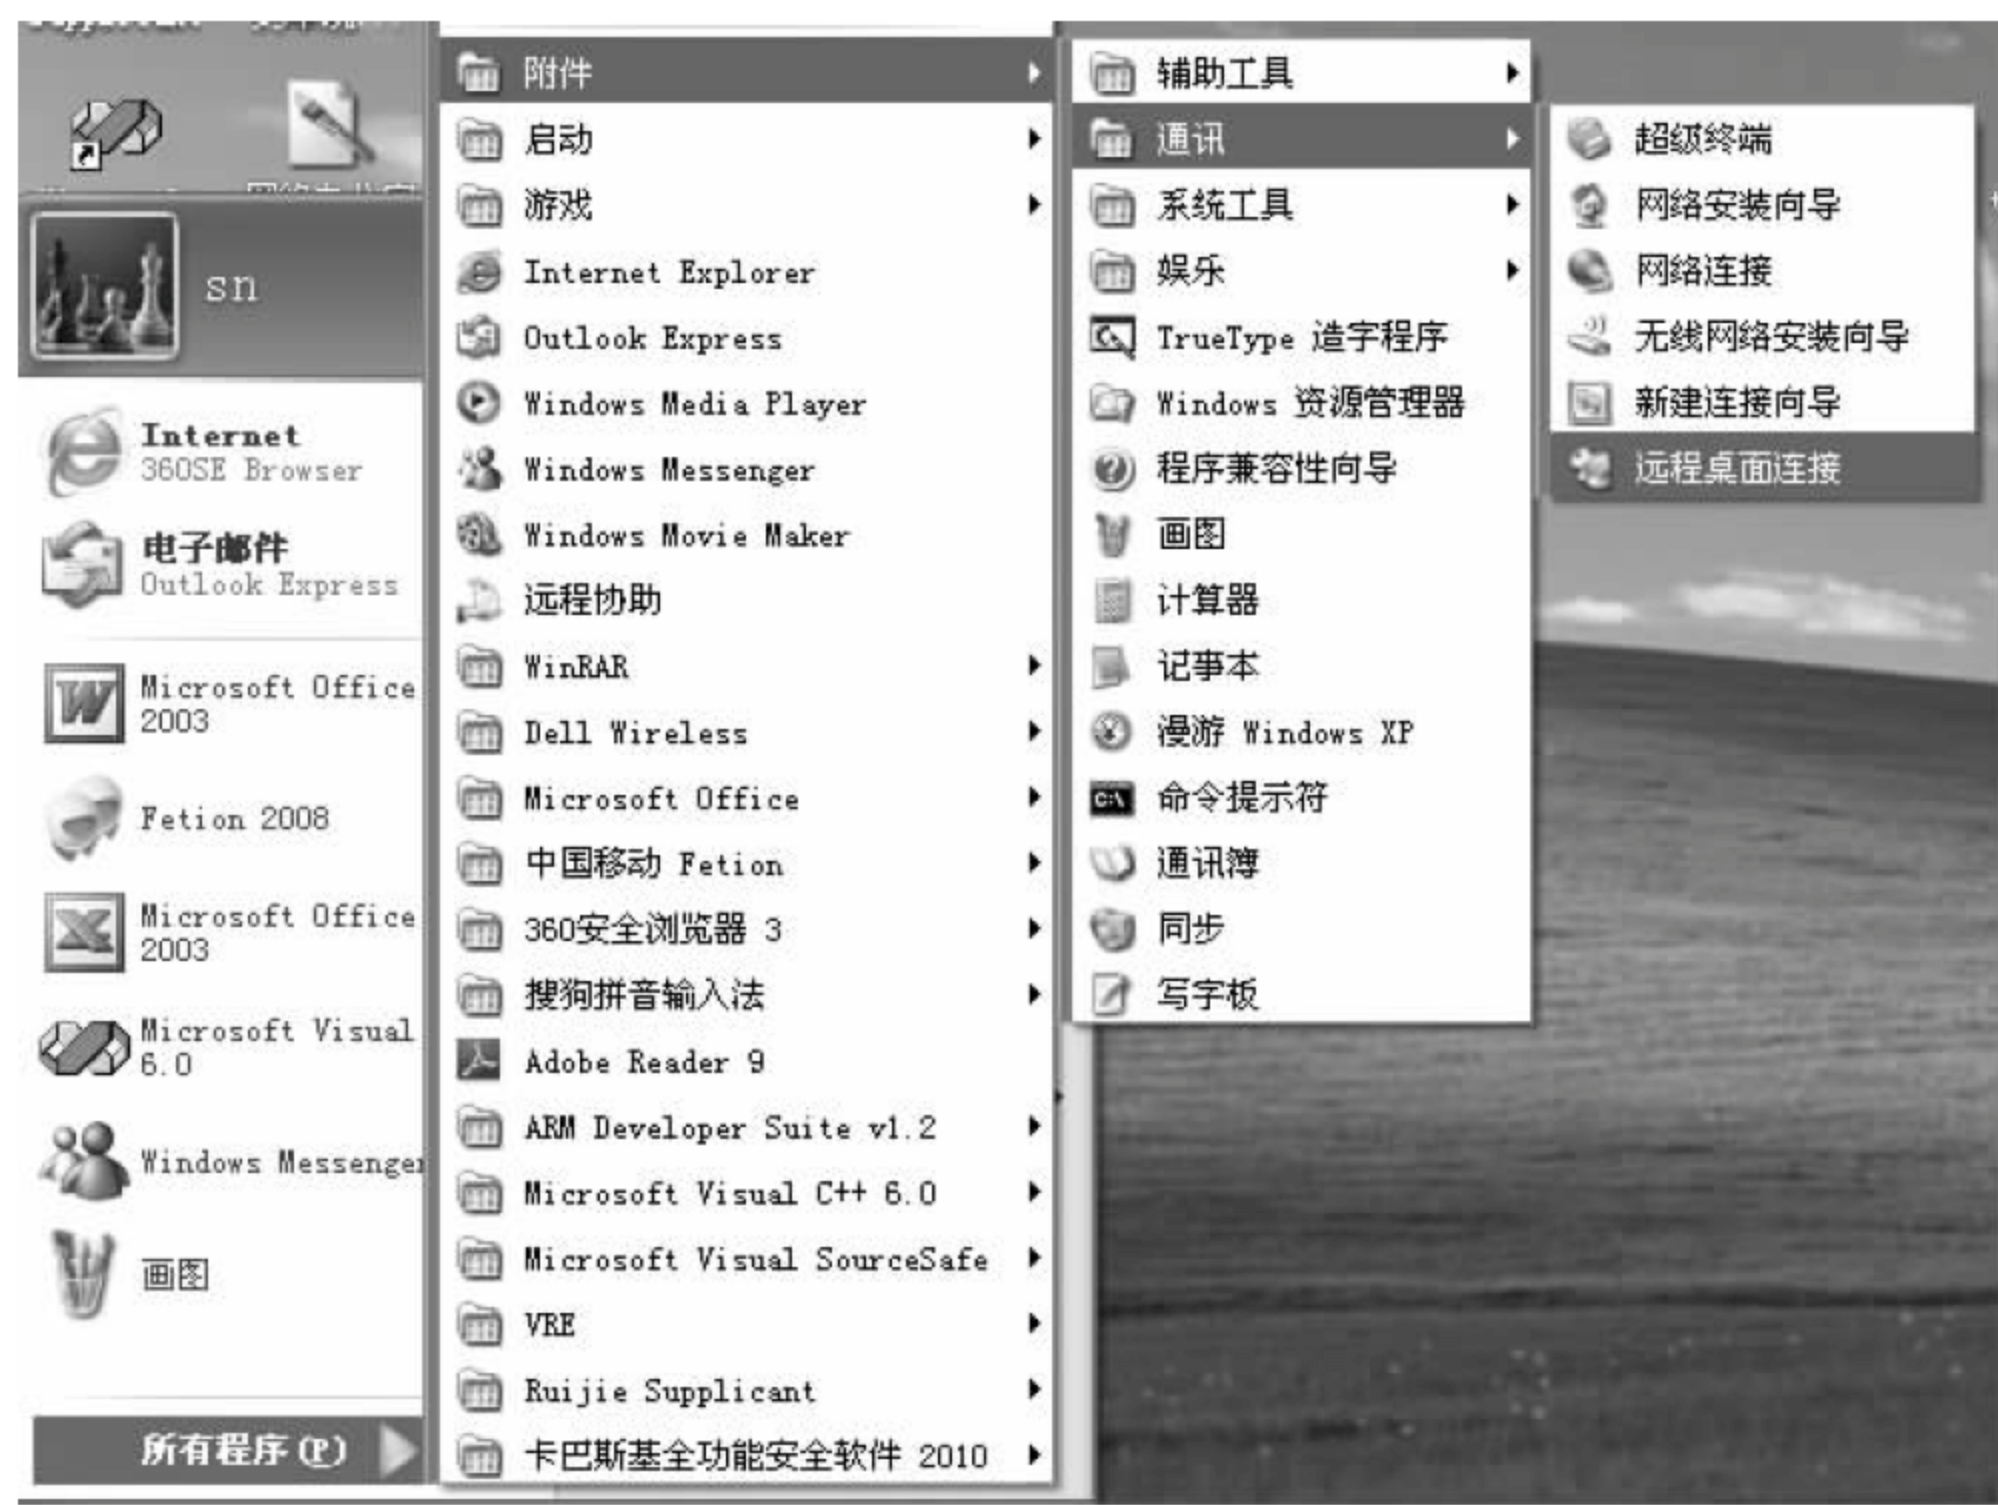 sn
Internet
360SE Browser
电子邮件
Outlook Express
Microsoft Office
2003
Fetion 2008
Microsoft Office
2003
Microsoft Visual
6.0
Windows Messenger
画图
所有程序(P)
附件
启动
游戏
Internet Explorer
Outlook Express
Windows Media Player
Windows Messenger
Windows Movie Maker
远程协助
WinRAR
Dell Wireless
Microsoft Office
中国移动 Fetion
360安全浏览器 3
搜狗拼音输入法
Adobe Reader 9
ARM Developer Suite v1.2
Microsoft Visual C++ 6.0
Microsoft Visual SourceSafe
VRE
Ruijie Supplicant
卡巴斯基全功能安全软件 2010
辅助工具
通讯
系统工具
娱乐
TrueType 造字程序
Windows 资源管理器
程序兼容性向导
画图
计算器
记事本
漫游 Windows XP
命令提示符
通讯簿
同步
写字板
超级终端
网络安装向导
网络连接
无线网络安装向导
新建连接向导
远程桌面连接